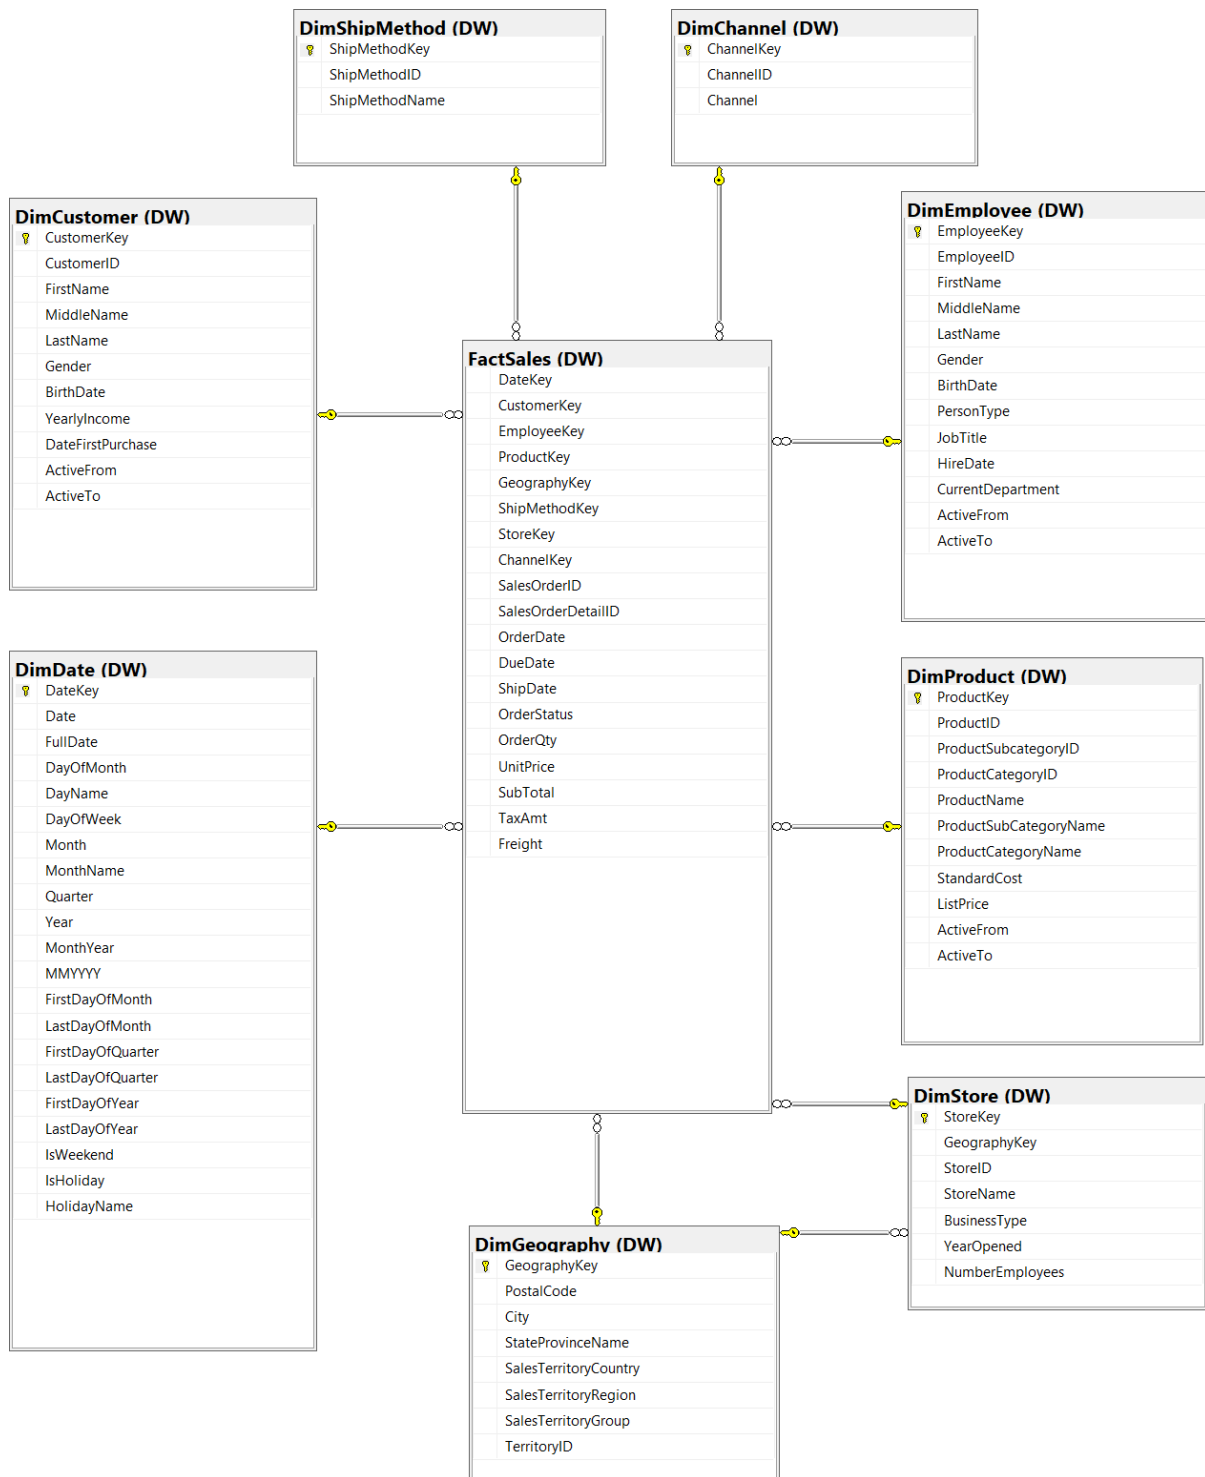 DimShipMethod (DW)
ShipMethodKey
ShipMethodID
ShipMethodName
DimChannel (DW)
ChannelKey
ChannelID
Channel
DimCustomer (DW)
CustomerKey
CustomerID
FirstName
MiddleName
LastName
Gender
BirthDate
YearlyIncome
DateFirstPurchase
ActiveFrom
ActiveTo
DimEmployee (DW)
EmployeeKey
EmployeeID
FirstName
MiddleName
LastName
Gender
BirthDate
PersonType
JobTitle
HireDate
CurrentDepartment
ActiveFrom
ActiveTo
FactSales (DW)
DateKey
CustomerKey
EmployeeKey
ProductKey
GeographyKey
ShipMethodKey
StoreKey
ChannelKey
SalesOrderID
SalesOrderDetailID
OrderDate
DueDate
ShipDate
OrderStatus
OrderQty
UnitPrice
SubTotal
TaxAmt
Freight
DimDate (DW)
DateKey
Date
FullDate
DayOfMonth
DayName
DayOfWeek
Month
MonthName
Quarter
Year
MonthYear
MMYYYY
FirstDayOfMonth
LastDayOfMonth
FirstDayOfQuarter
LastDayOfQuarter
FirstDayOfYear
LastDayOfYear
IsWeekend
IsHoliday
HolidayName
DimProduct (DW)
ProductKey
ProductID
ProductSubcategoryID
ProductCategoryID
ProductName
ProductSubCategoryName
ProductCategoryName
StandardCost
ListPrice
ActiveFrom
ActiveTo
DimStore (DW)
StoreKey
GeographyKey
StoreID
StoreName
BusinessType
YearOpened
NumberEmployees
DimGeography (DW)
GeographyKey
PostalCode
City
StateProvinceName
SalesTerritoryCountry
SalesTerritoryRegion
SalesTerritoryGroup
TerritoryID